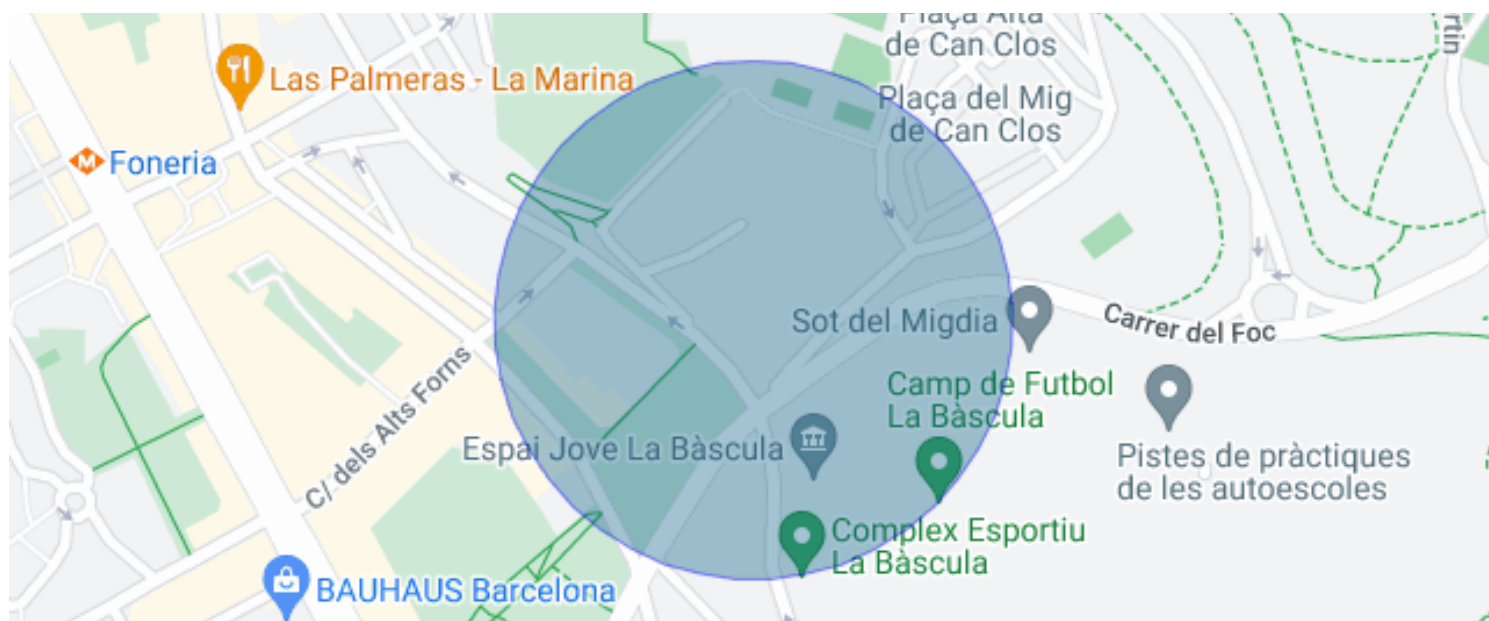 Plaça Alta
de Can Clos
Las Palmeras - La Marina
Plaça del Mig
de Can Clos
Foneria
Sot del Migdia
Carrer del Foc
C/ dels Alts Forns
Camp de Futbol
La Bàscula
Espai Jove La Bàscula
Pistes de pràctiques
de les autoescoles
Complex Esportiu
La Bàscula
BAUHAUS Barcelona